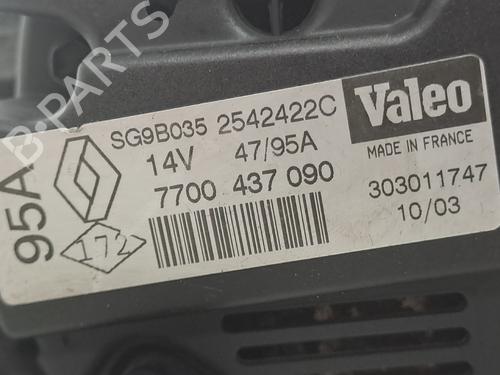 B-PARTS
SG9B035 2542422C
14V 47/95A
7700 437 090
95A
172
Valeo
MADE IN FRANCE
303011747
10/03